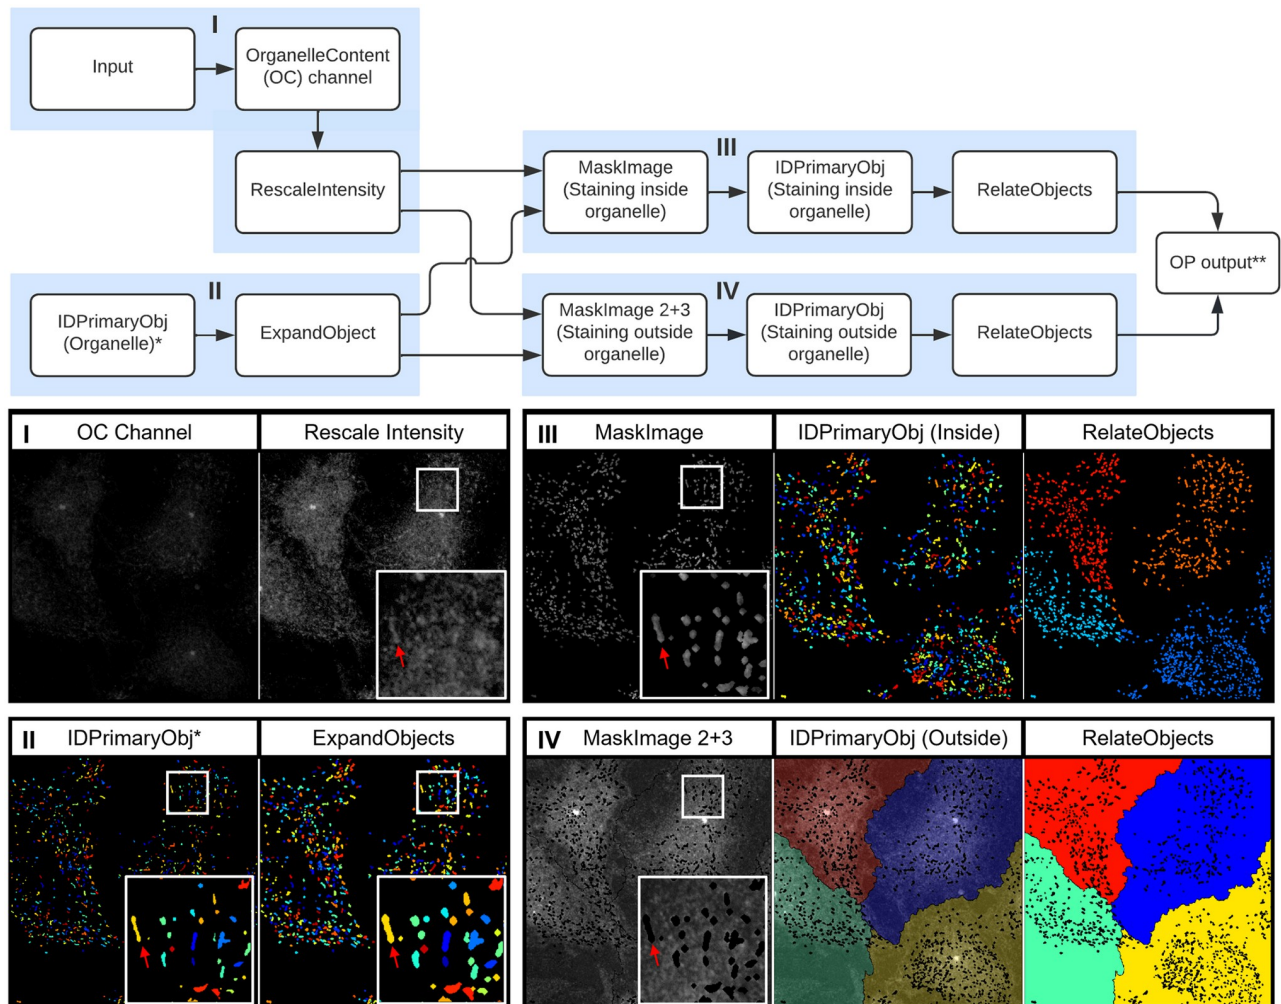 I
Input
OrganelleContent
(OC) channel
RescaleIntensity
II
IDPrimaryObj
(Organelle)*
ExpandObject
III
MaskImage
(Staining inside
organelle)
IDPrimaryObj
(Staining inside
organelle)
RelateObjects
IV
MaskImage 2+3
(Staining outside
organelle)
IDPrimaryObj
(Staining outside
organelle)
RelateObjects
OP output**
I OC Channel Rescale Intensity
III MaskImage IDPrimaryObj (Inside) RelateObjects
II IDPrimaryObj* ExpandObjects
IV MaskImage 2+3 IDPrimaryObj (Outside) RelateObjects